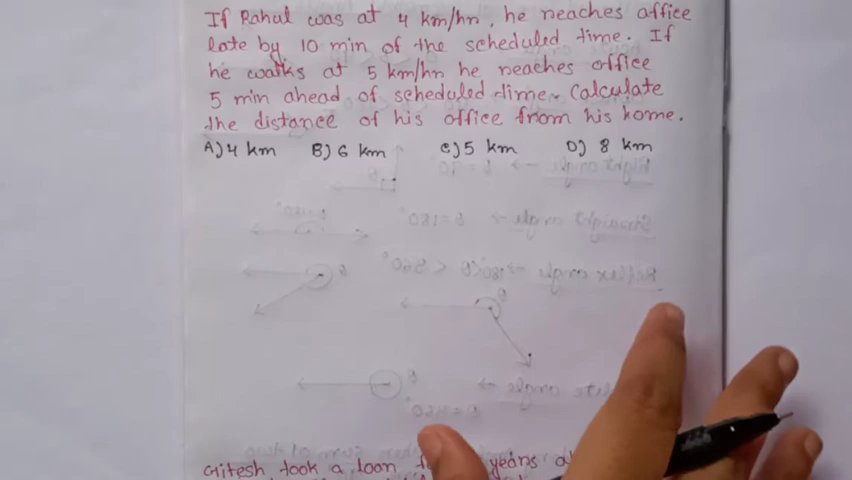 If Rahul was at 4 km/hr, he reaches office
late by 10 min of the scheduled time. If
he walks at 5 km/hr he reaches office
5 min ahead of scheduled time. Calculate
the distance of his office from his home.
A) 4 km B) 6 km C) 5 km D) 8 km
Gitesh took a loan years